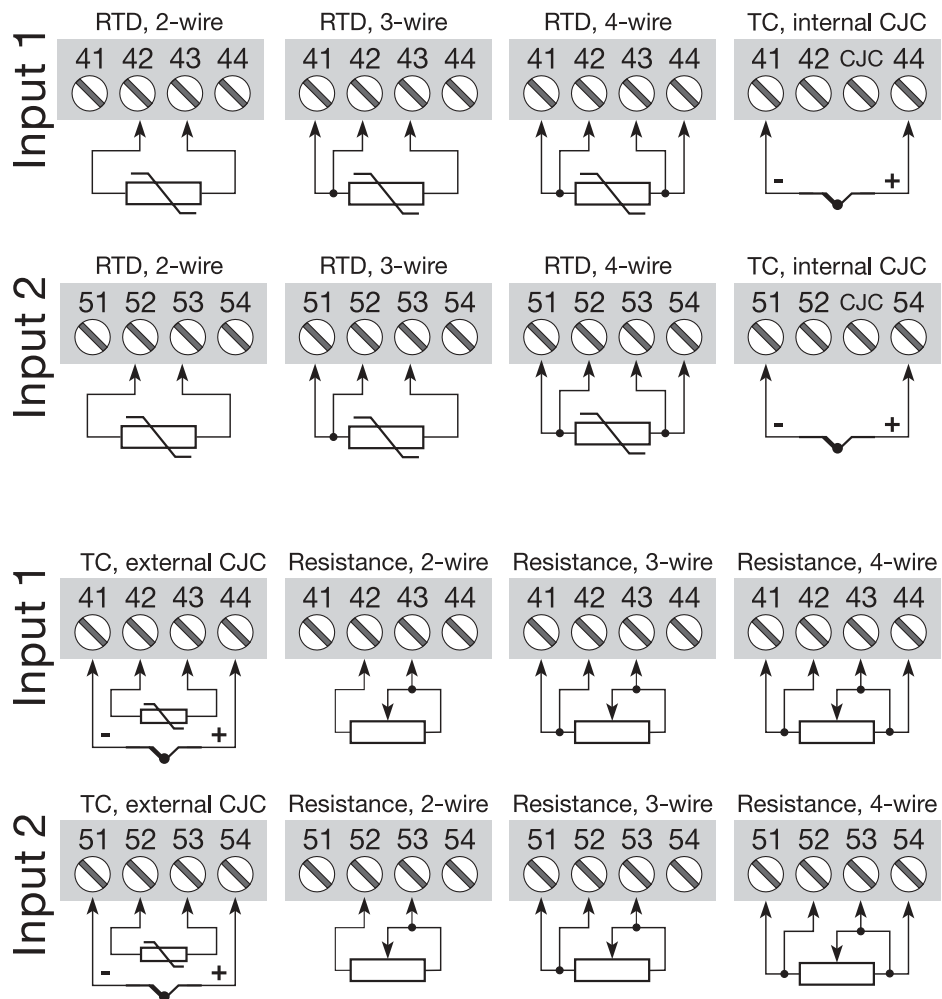 Input 1
RTD, 2-wire
41 42 43 44
RTD, 3-wire
41 42 43 44
RTD, 4-wire
41 42 43 44
TC, internal CJC
41 42 CJC 44
- +
Input 2
RTD, 2-wire
51 52 53 54
RTD, 3-wire
51 52 53 54
RTD, 4-wire
51 52 53 54
TC, internal CJC
51 52 CJC 54
- +
Input 1
TC, external CJC
41 42 43 44
- +
Resistance, 2-wire
41 42 43 44
Resistance, 3-wire
41 42 43 44
Resistance, 4-wire
41 42 43 44
Input 2
TC, external CJC
51 52 53 54
- +
Resistance, 2-wire
51 52 53 54
Resistance, 3-wire
51 52 53 54
Resistance, 4-wire
51 52 53 54